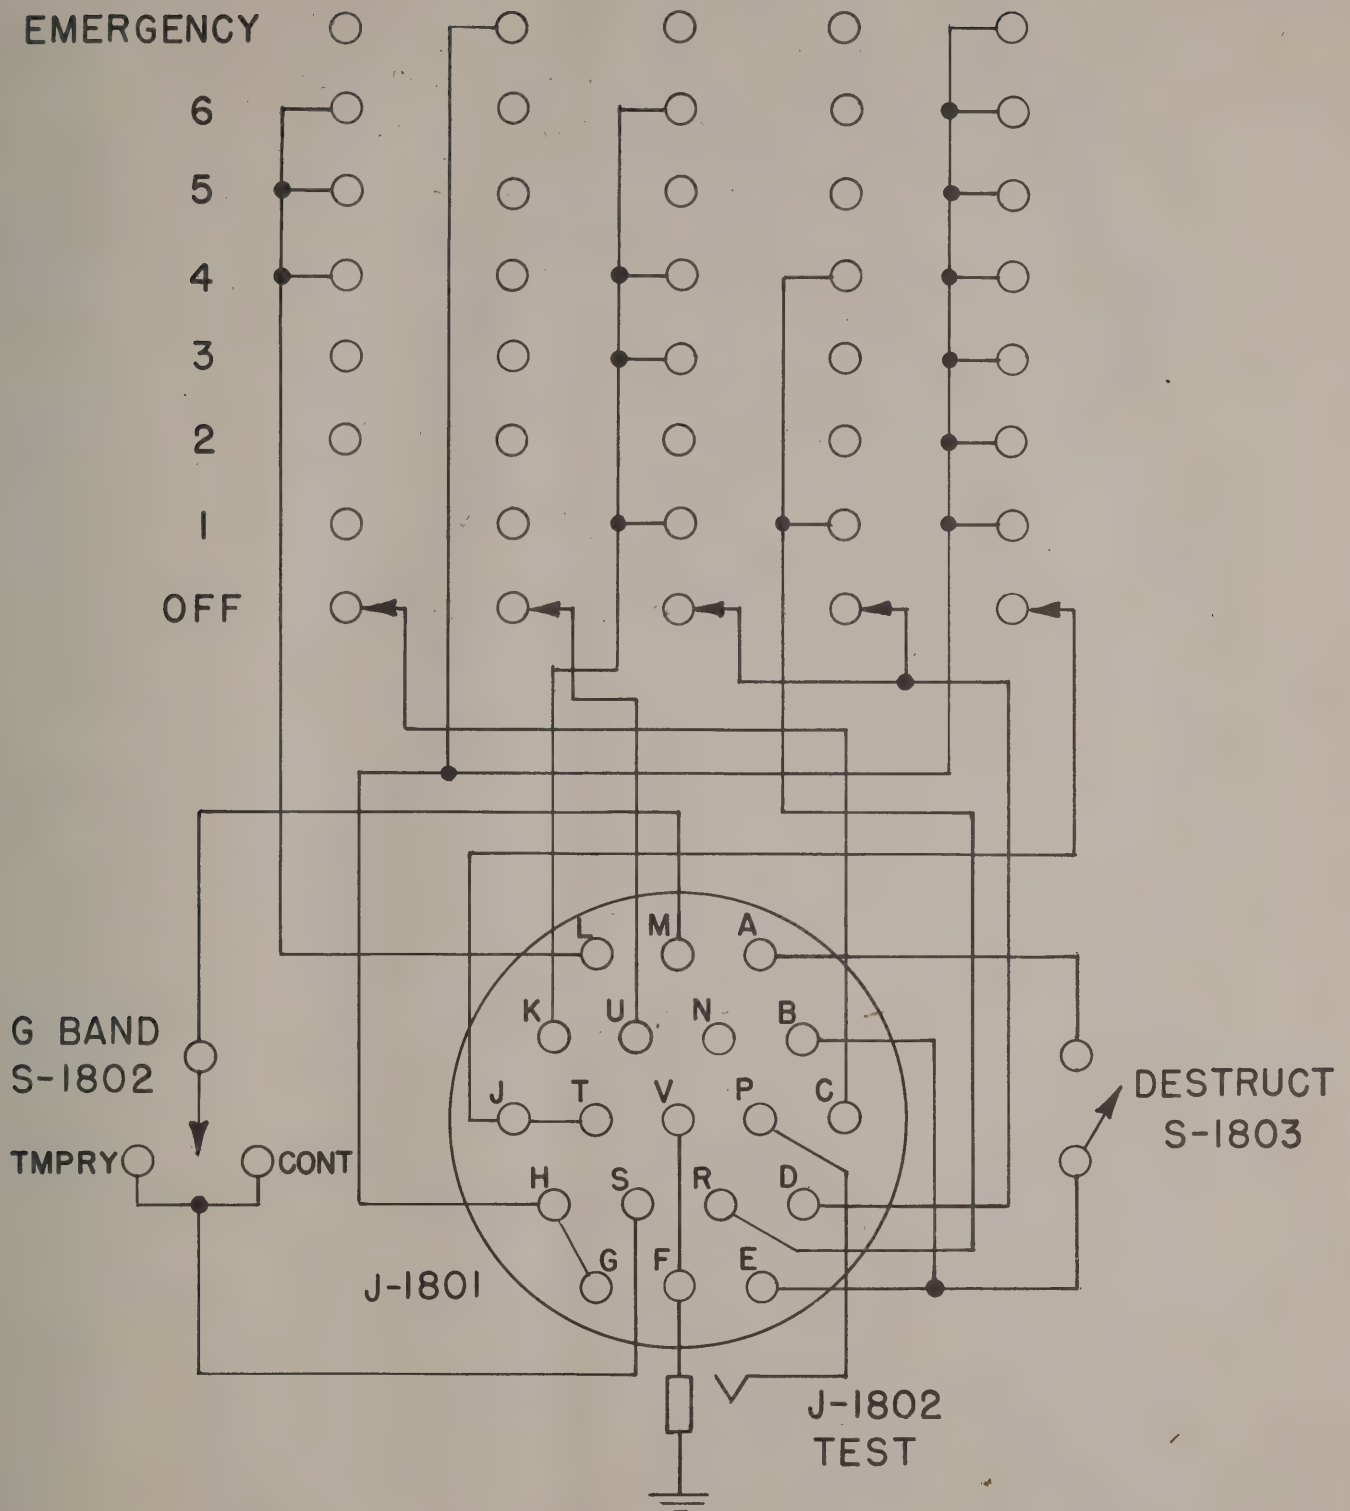 EMERGENCY
6
5
4
3
2
1
OFF
L M A
K U N B
G BAND
S-1802
J T V P C
DESTRUCT
S-1803
TMPRY CONT
H S R D
G F E
J-1801
J-1802
TEST